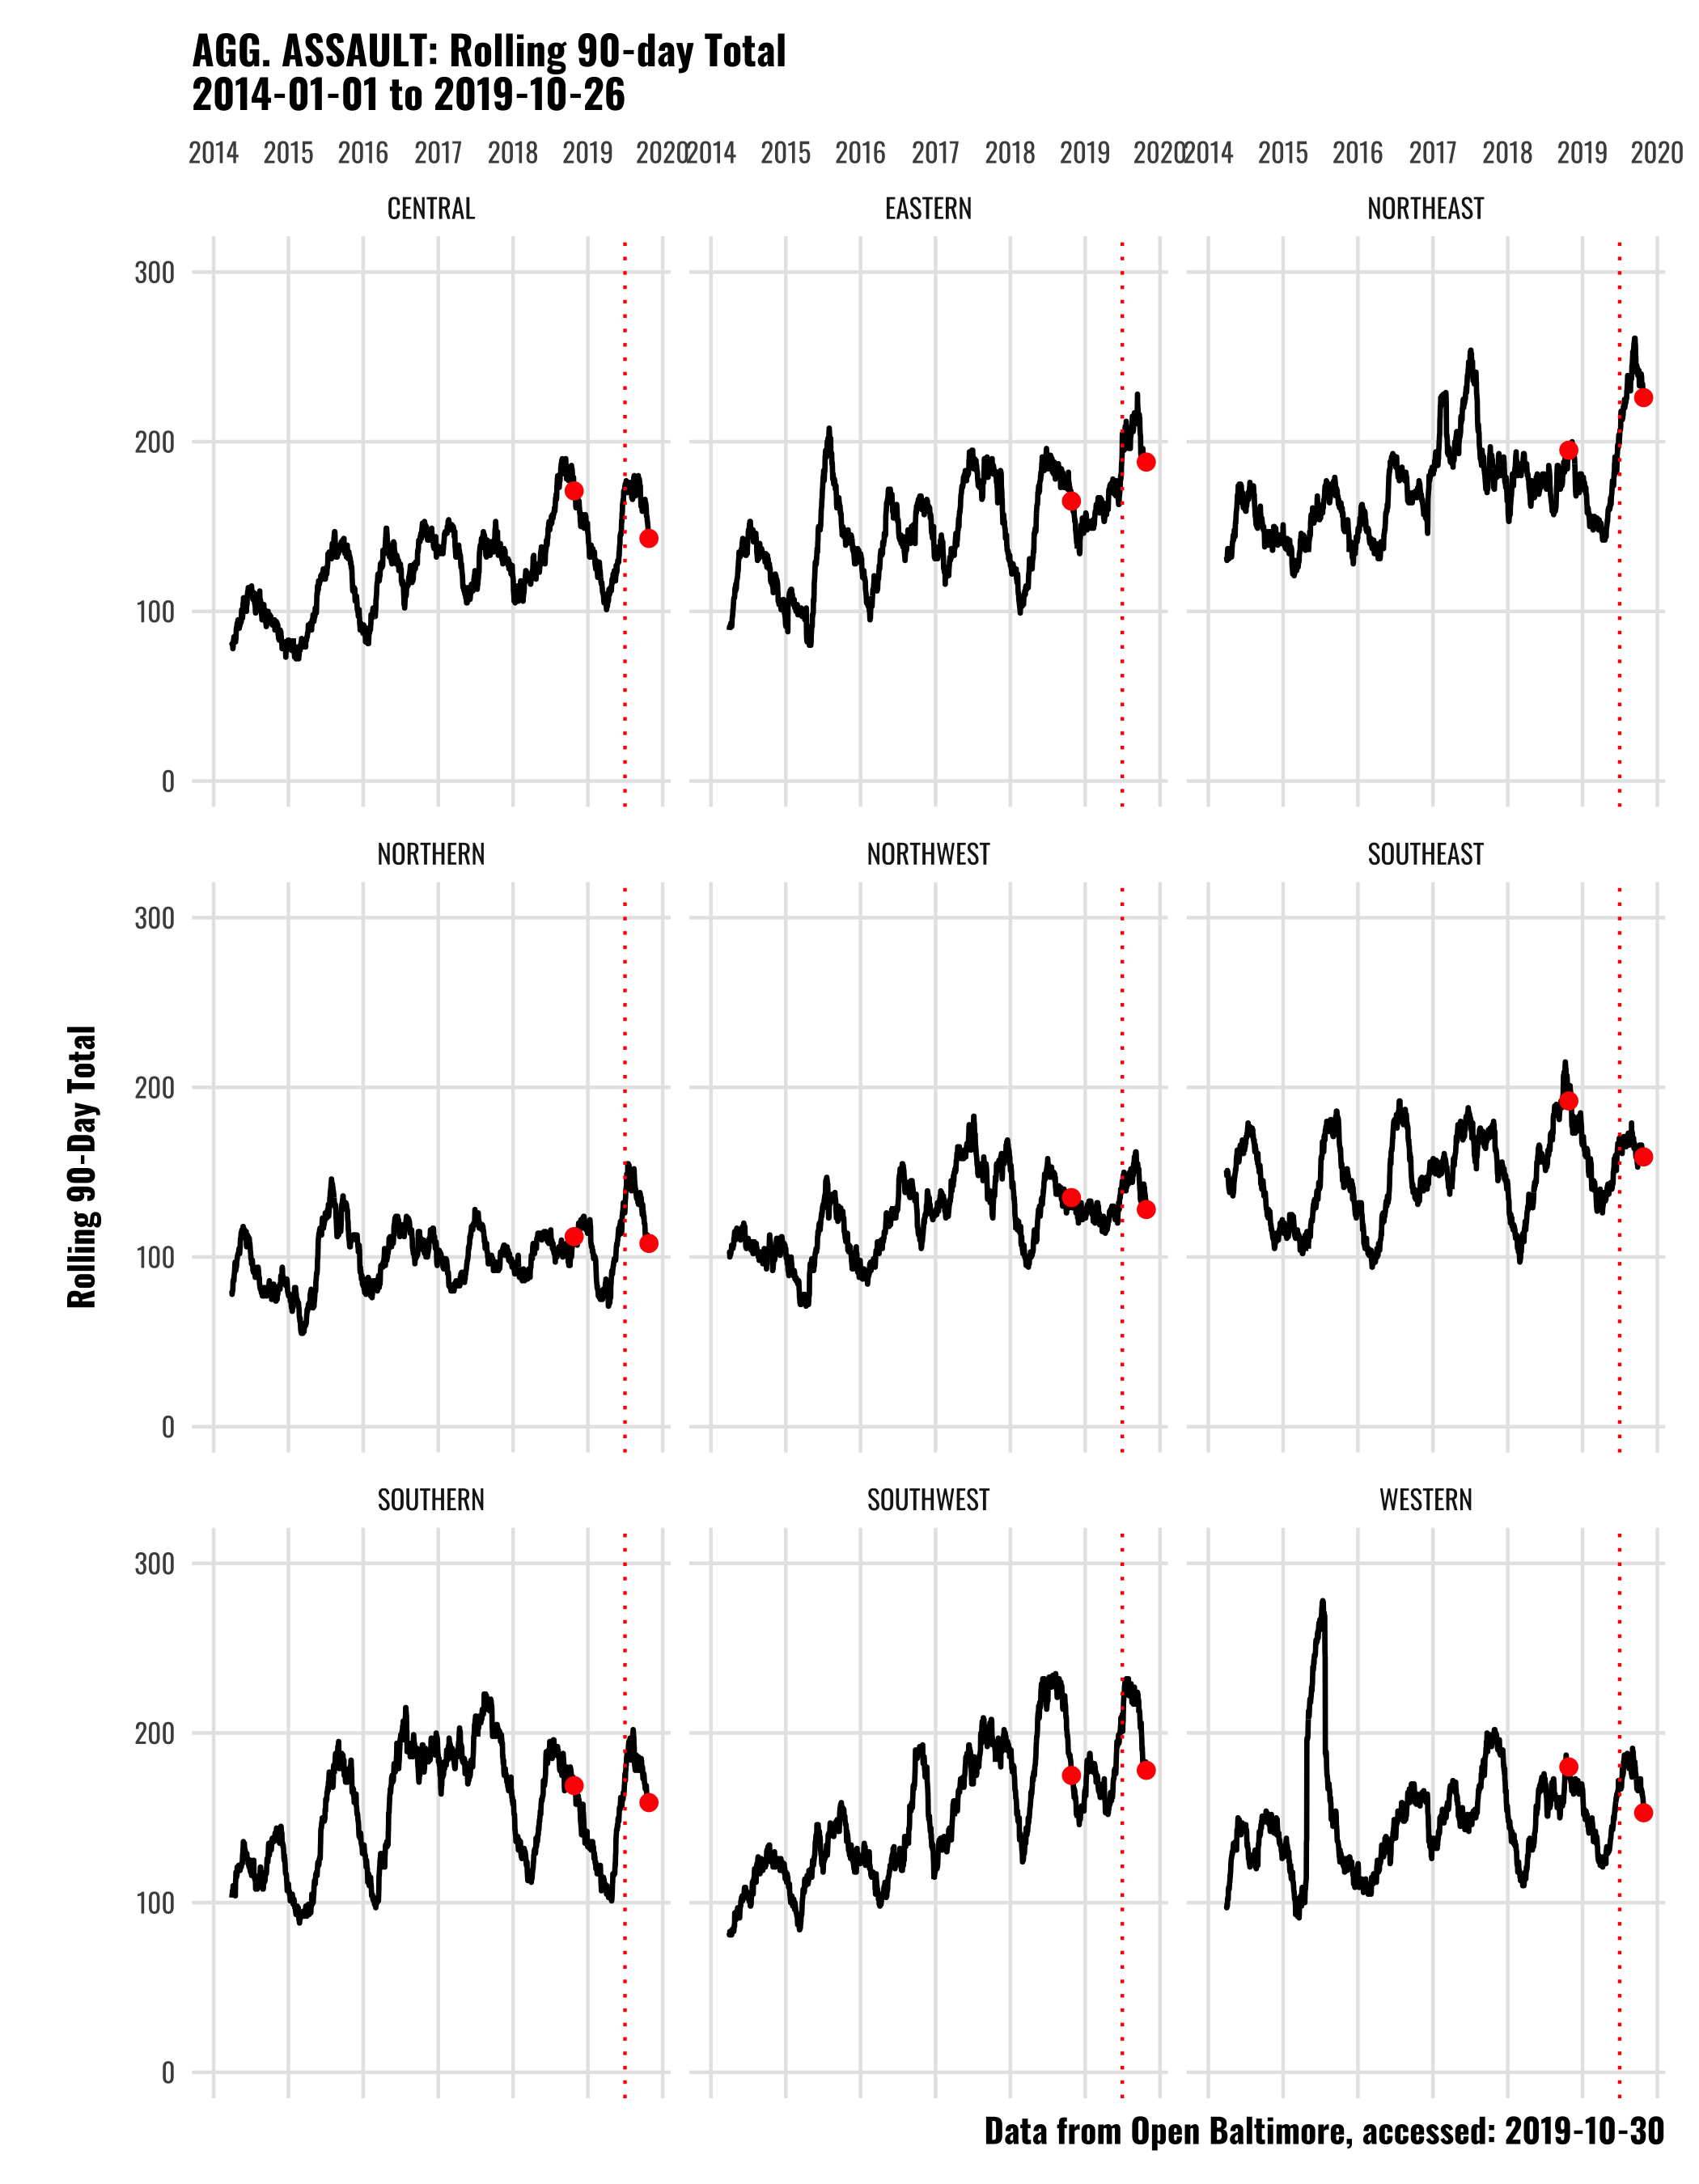 AGG. ASSAULT: Rolling 90-day Total
2014-01-01 to 2019-10-26
2014 2015 2016 2017 2018 2019 2020 2014 2015 2016 2017 2018 2019 2020 2014 2015 2016 2017 2018 2019 2020
CENTRAL EASTERN NORTHEAST
300
200
100
0
NORTHERN NORTHWEST SOUTHEAST
300
200
100
0
Rolling 90-Day Total
SOUTHERN SOUTHWEST WESTERN
300
200
100
0
Data from Open Baltimore, accessed: 2019-10-30